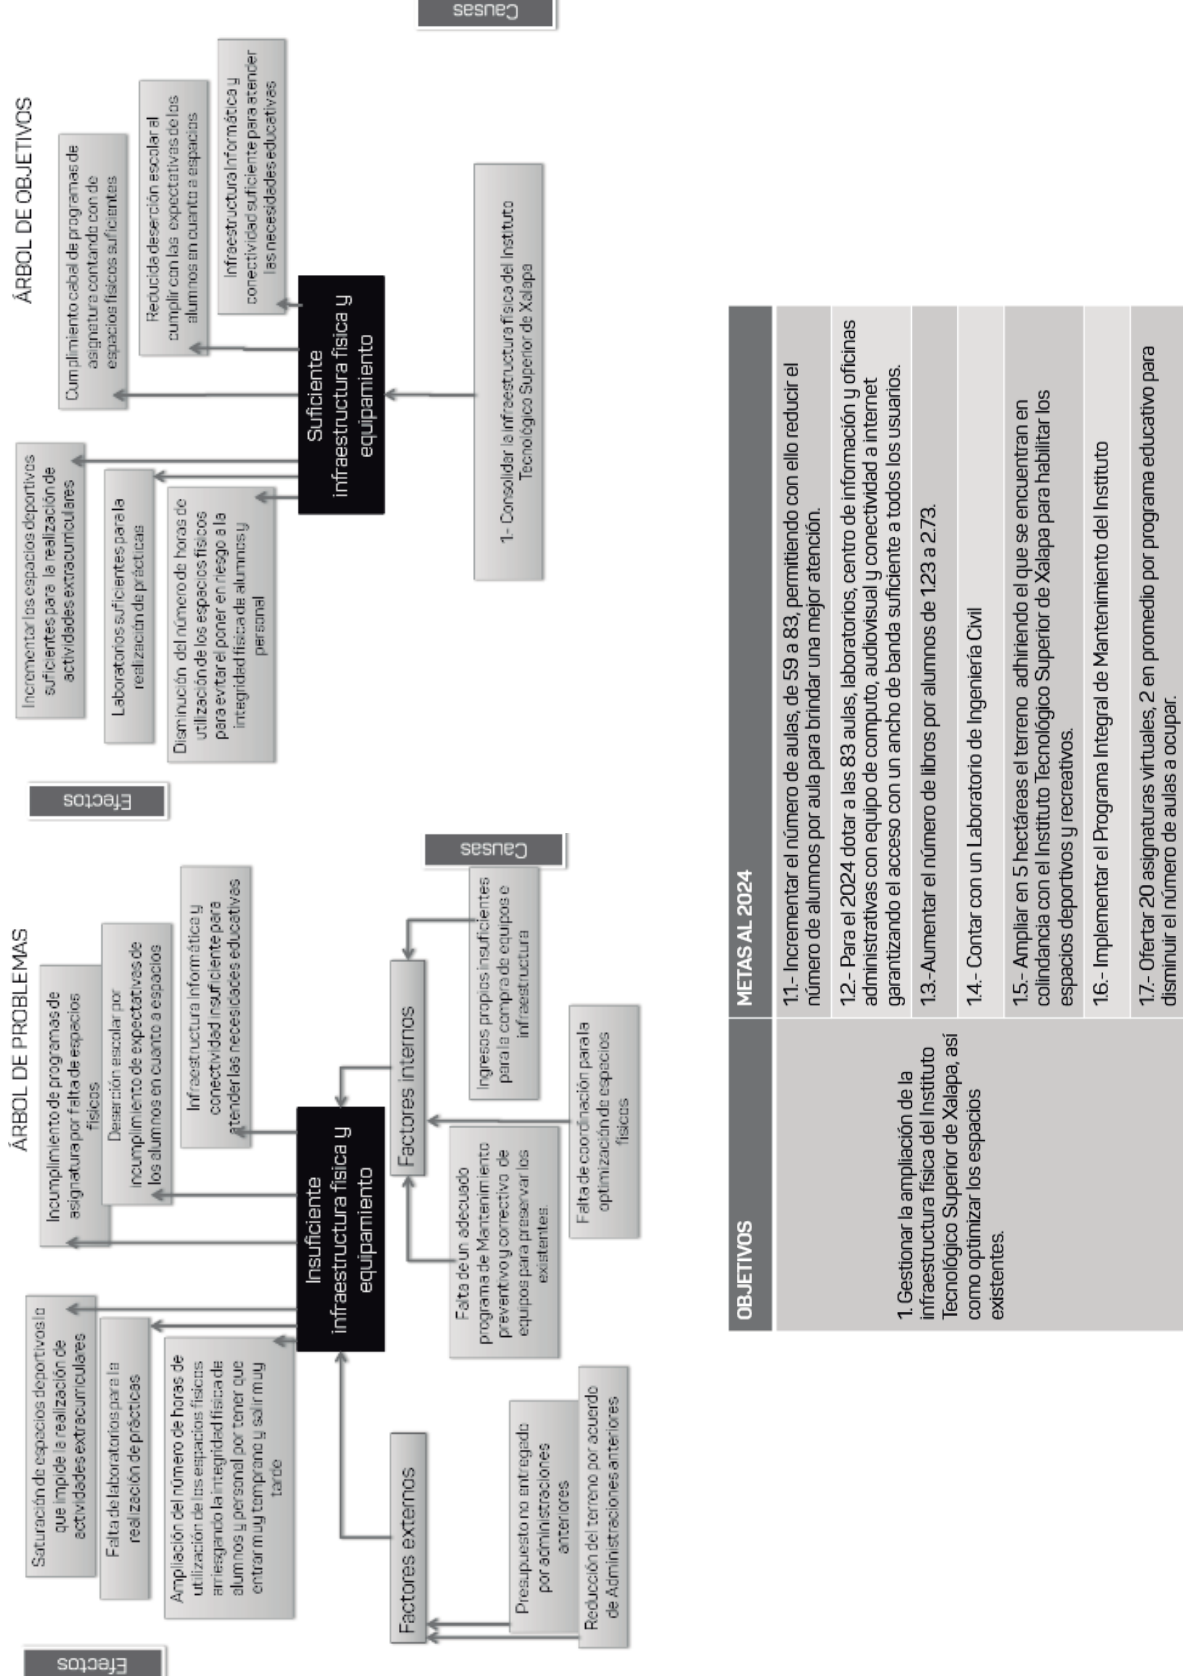 ÁRBOL DE PROBLEMAS
Efectos
Saturación de espacios deportivos lo
que impide la realización de
actividades extracurriculares
Falta de laboratorios para la
realización de prácticas
Ampliación del número de horas de
utilización de los espacios físicos
arriesgando la integridad física de
alumnos y personal por tener que
entrar muy temprano y salir muy
tarde
Incumplimiento de programas de
asignatura por falta de espacios
físicos
Deserción escolar por
incumplimiento de expectativas de
los alumnos en cuanto a espacios
Infraestructura informática y
conectividad insuficiente para
atender las necesidades educativas
Insuficiente
infraestructura física y
equipamiento
Factores externos
Factores internos
Causas
Presupuesto no entregado
por administraciones
anteriores
Reducción del terreno por acuerdo
de Administraciones anteriores
Falta de un adecuado
programa de Mantenimiento
preventivo y correctivo de
equipos para preservar los
existentes.
Falta de coordinación para la
optimización de espacios
físicos
Ingresos propios insuficientes
para la compra de equipos e
infraestructura
ÁRBOL DE OBJETIVOS
Efectos
Incrementar los espacios deportivos
suficientes para la realización de
actividades extracurriculares
Laboratorios suficientes para la
realización de prácticas
Disminución del número de horas de
utilización de los espacios físicos
para evitar el poner en riesgo a la
integridad física de alumnos y
personal
Cumplimiento cabal de programas de
asignatura contando con de
espacios físicos suficientes
Reducida deserción escolar al
cumplir con las expectativas de los
alumnos en cuanto a espacios
Infraestructura Informática y
conectividad suficiente para atender
las necesidades educativas
Suficiente
infraestructura física y
equipamiento
Causas
1.- Consolidar la infraestructura física del Instituto
Tecnológico Superior de Xalapa
OBJETIVOS
METAS AL 2024
1. Gestionar la ampliación de la
infraestructura física del Instituto
Tecnológico Superior de Xalapa, así
como optimizar los espacios
existentes.
1.1.- Incrementar el número de aulas, de 59 a 83, permitiendo con ello reducir el
número de alumnos por aula para brindar una mejor atención.
1.2.- Para el 2024 dotar a las 83 aulas, laboratorios, centro de información y oficinas
administrativas con equipo de computo, audiovisual y conectividad a internet
garantizando el acceso con un ancho de banda suficiente a todos los usuarios.
1.3.- Aumentar el número de libros por alumnos de 1.23 a 2.73.
1.4.- Contar con un Laboratorio de Ingeniería Civil
1.5.- Ampliar en 5 hectáreas el terreno adhiriendo el que se encuentran en
colindancia con el Instituto Tecnológico Superior de Xalapa para habilitar los
espacios deportivos y recreativos.
1.6.- Implementar el Programa Integral de Mantenimiento del Instituto
1.7.- Ofertar 20 asignaturas virtuales, 2 en promedio por programa educativo para
disminuir el número de aulas a ocupar.